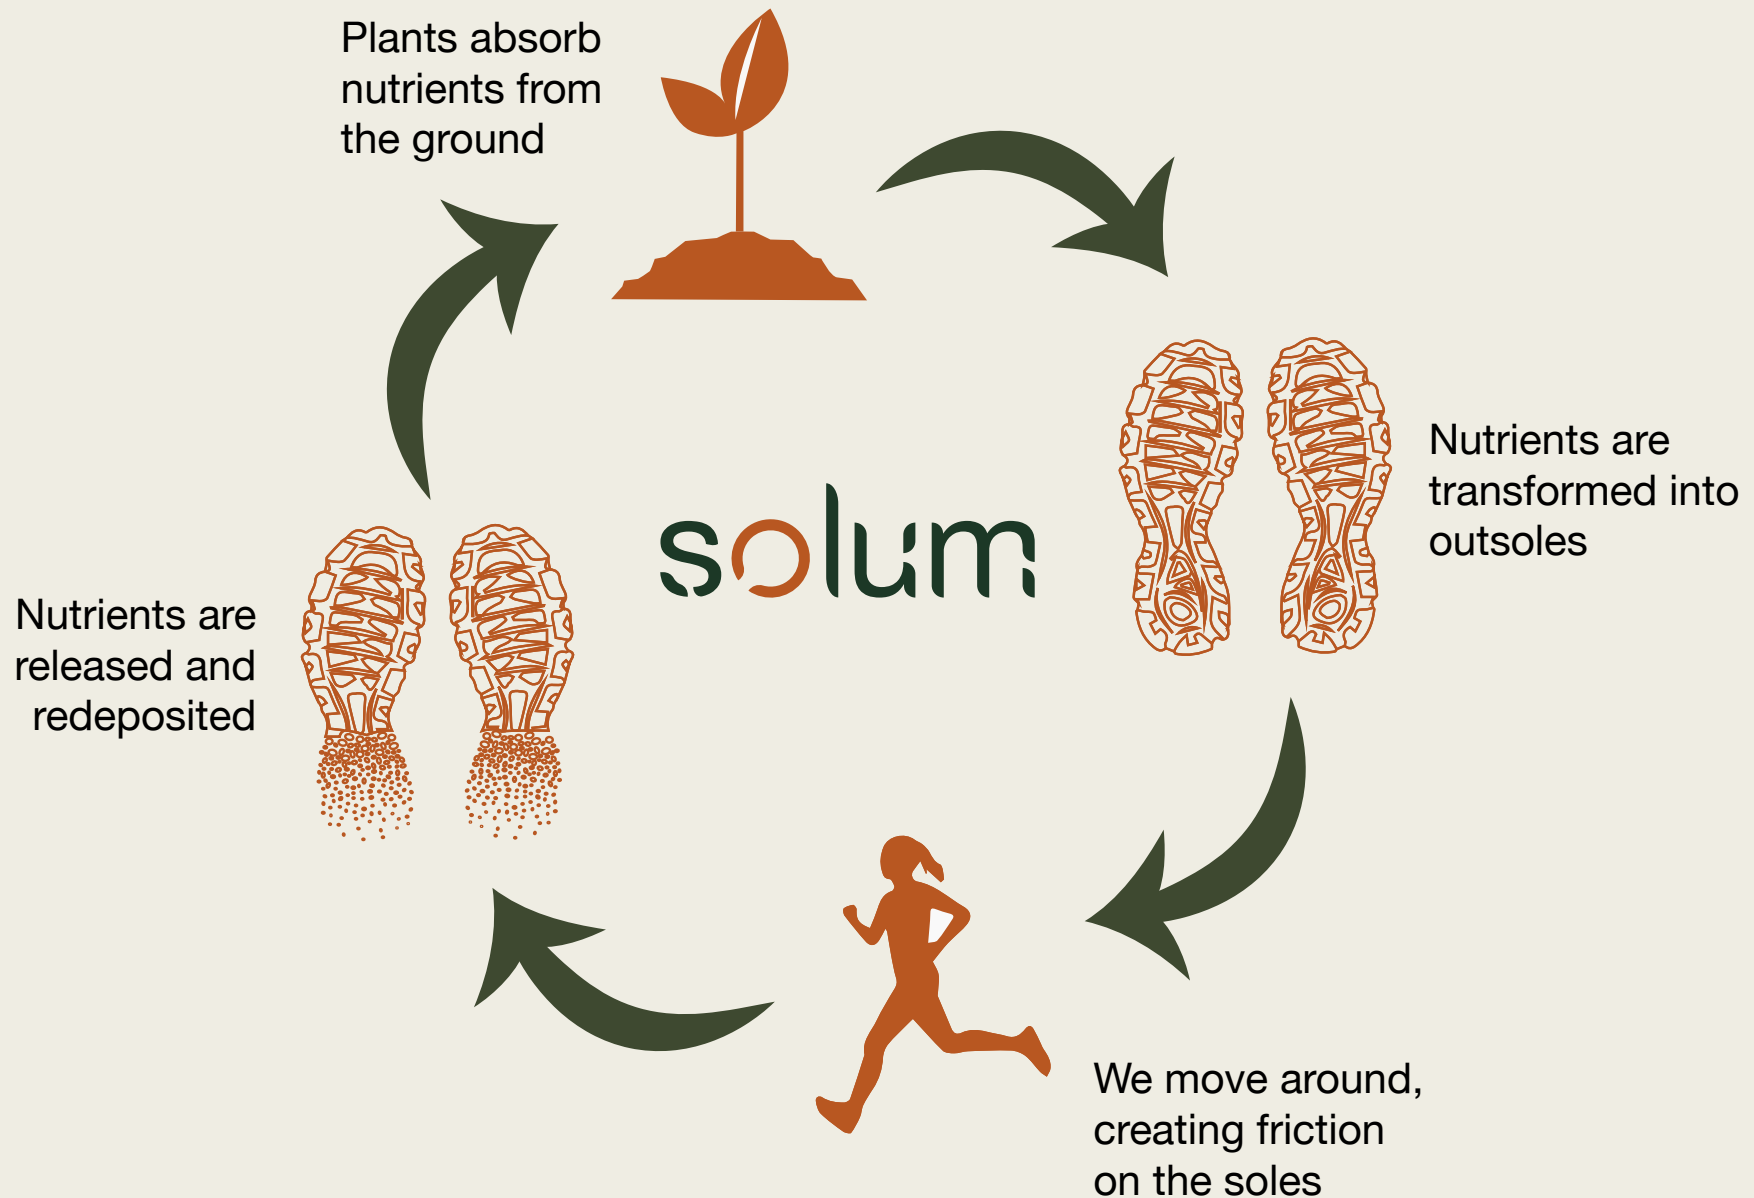 Plants absorb
nutrients from
the ground
Nutrients are
transformed into
outsoles
solum
Nutrients are
released and
redeposited
We move around,
creating friction
on the soles